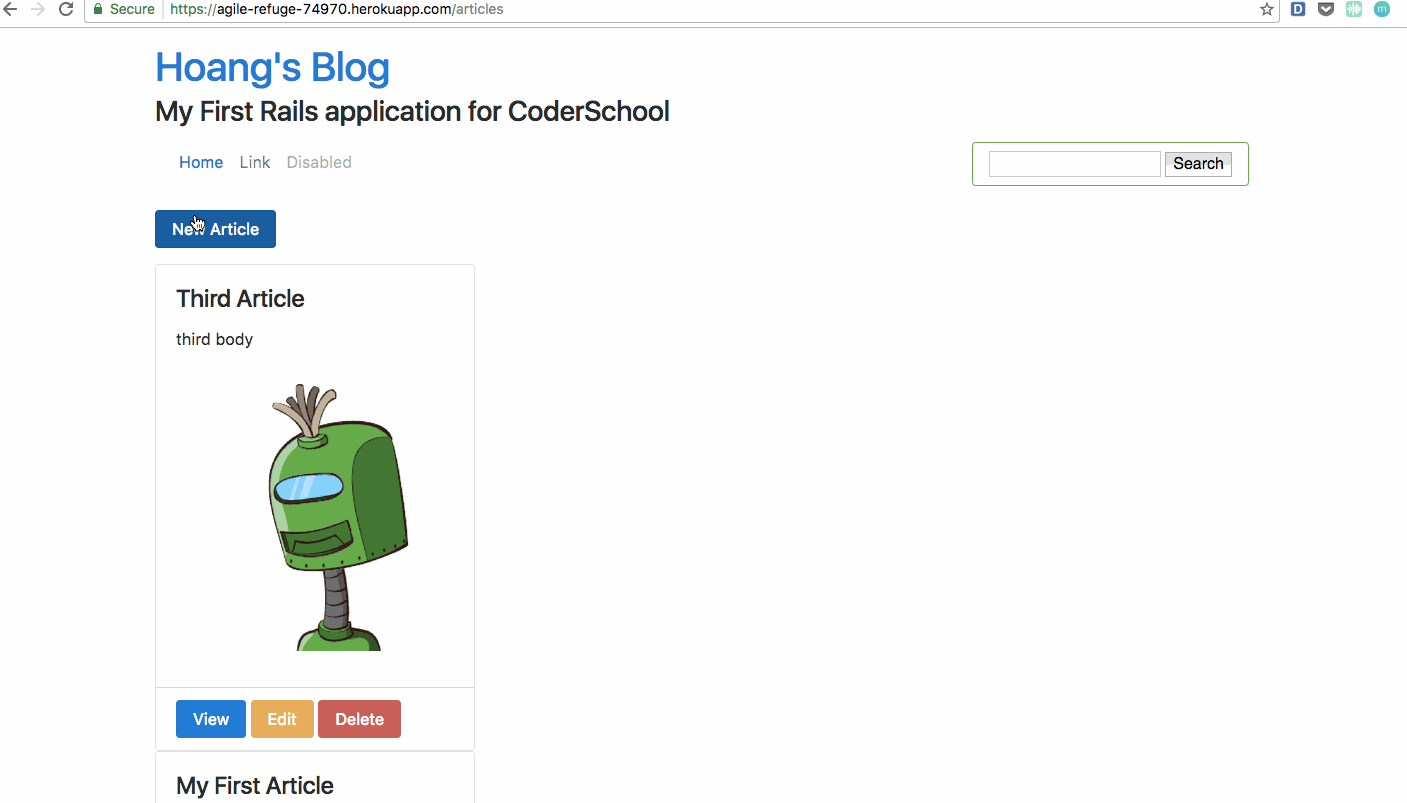 Secure https://agile-refuge-74970.herokuapp.com/articles
D m
Hoang's Blog
My First Rails application for CoderSchool
Home Link Disabled
Search
New Article
Third Article
third body
View Edit Delete
My First Article